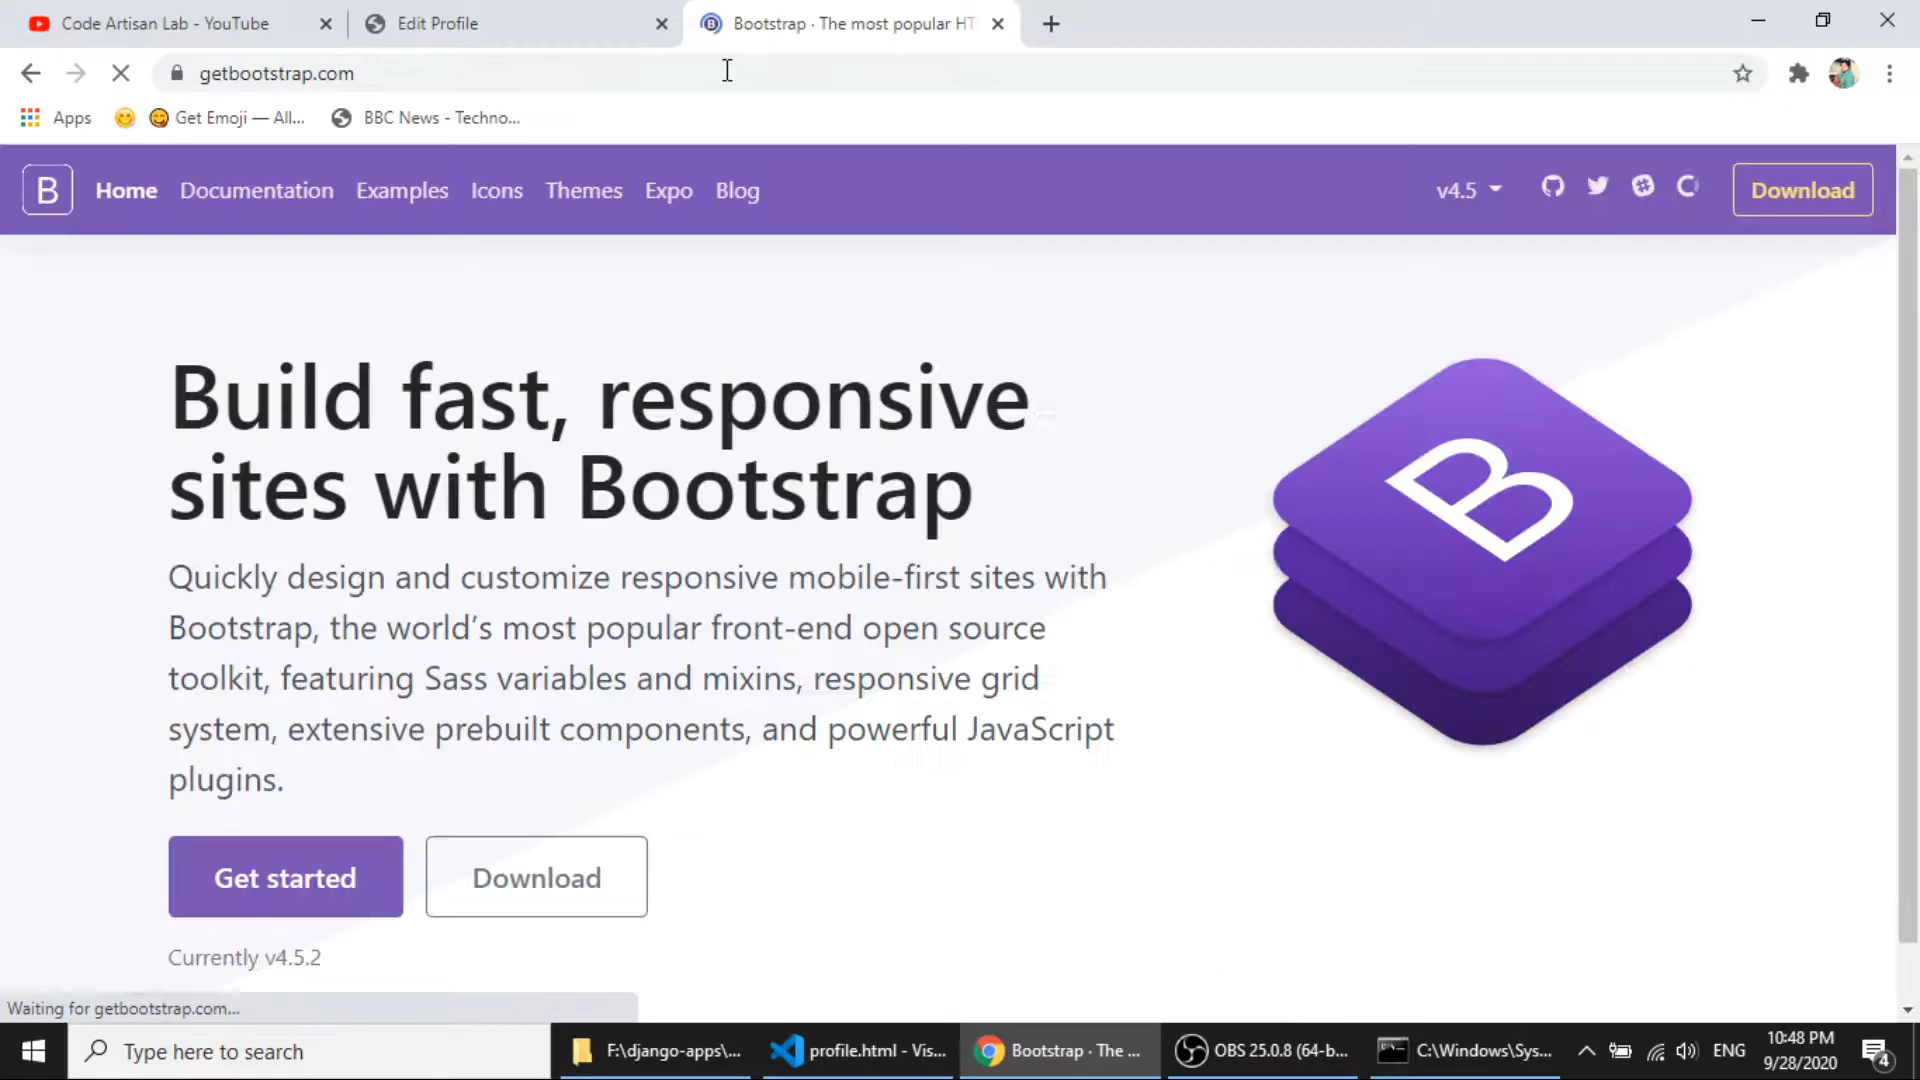 Code Artisan Lab - YouTube
Edit Profile
Bootstrap · The most popular HT
getbootstrap.com
Apps
Get Emoji — All...
BBC News - Techno...
B
Home
Documentation
Examples
Icons
Themes
Expo
Blog
v4.5
Download
Build fast, responsive
sites with Bootstrap
B
Quickly design and customize responsive mobile-first sites with
Bootstrap, the world's most popular front-end open source
toolkit, featuring Sass variables and mixins, responsive grid
system, extensive prebuilt components, and powerful JavaScript
plugins.
Get started
Download
Currently v4.5.2
Waiting for getbootstrap.com...
Type here to search
F:\django-apps\...
profile.html - Vis...
Bootstrap · The ...
OBS 25.0.8 (64-b...
C:\Windows\Sys...
ENG
10:48 PM
9/28/2020
4